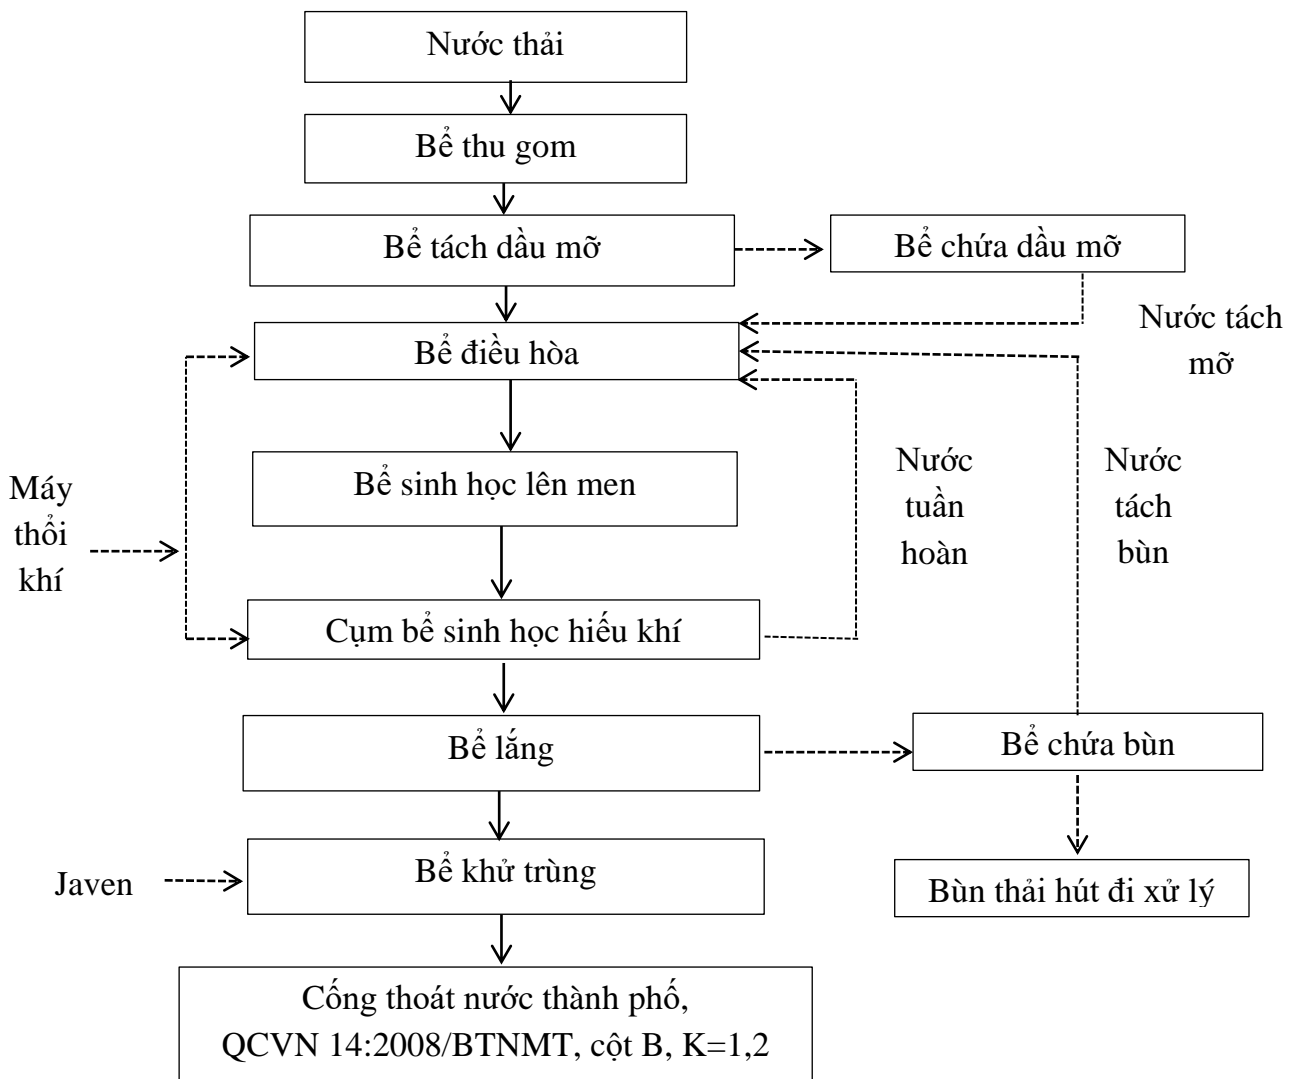 Nước thải
Bể thu gom
Bể tách dầu mỡ
Bể chứa dầu mỡ
Nước tách
mỡ
Bể điều hòa
Bể sinh học lên men
Nước
tuần
hoàn
Nước
tách
bùn
Máy
thổi
khí
Cụm bể sinh học hiếu khí
Bể lắng
Bể chứa bùn
Javen
Bể khử trùng
Bùn thải hút đi xử lý
Cống thoát nước thành phố,
QCVN 14:2008/BTNMT, cột B, K=1,2